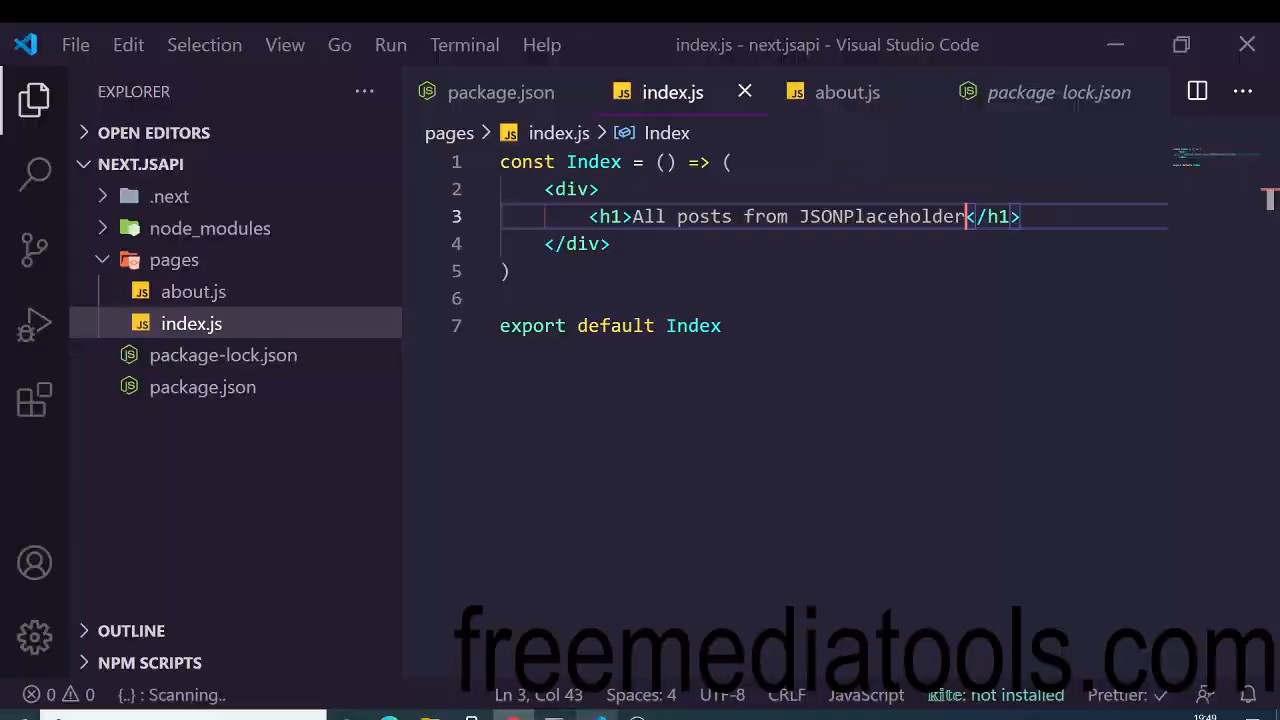 File Edit Selection View Go Run Terminal Help index.js - next.jsapi - Visual Studio Code
EXPLORER
package.json index.js about.js package-lock.json
OPEN EDITORS
pages index.js Index
NEXT.JSAPI
.next
node_modules
pages
about.js
index.js
package-lock.json
package.json
1 const Index = () => (
2 <div>
3 <h1>All posts from JSONPlaceholder</h1>
4 </div>
5 )
6
7 export default Index
OUTLINE
NPM SCRIPTS
freemediatools.com
0 0 {..} : Scanning.. Ln 3, Col 43 Spaces: 4 UTF-8 CRLF JavaScript kite: not installed Prettier: ✓
19:49